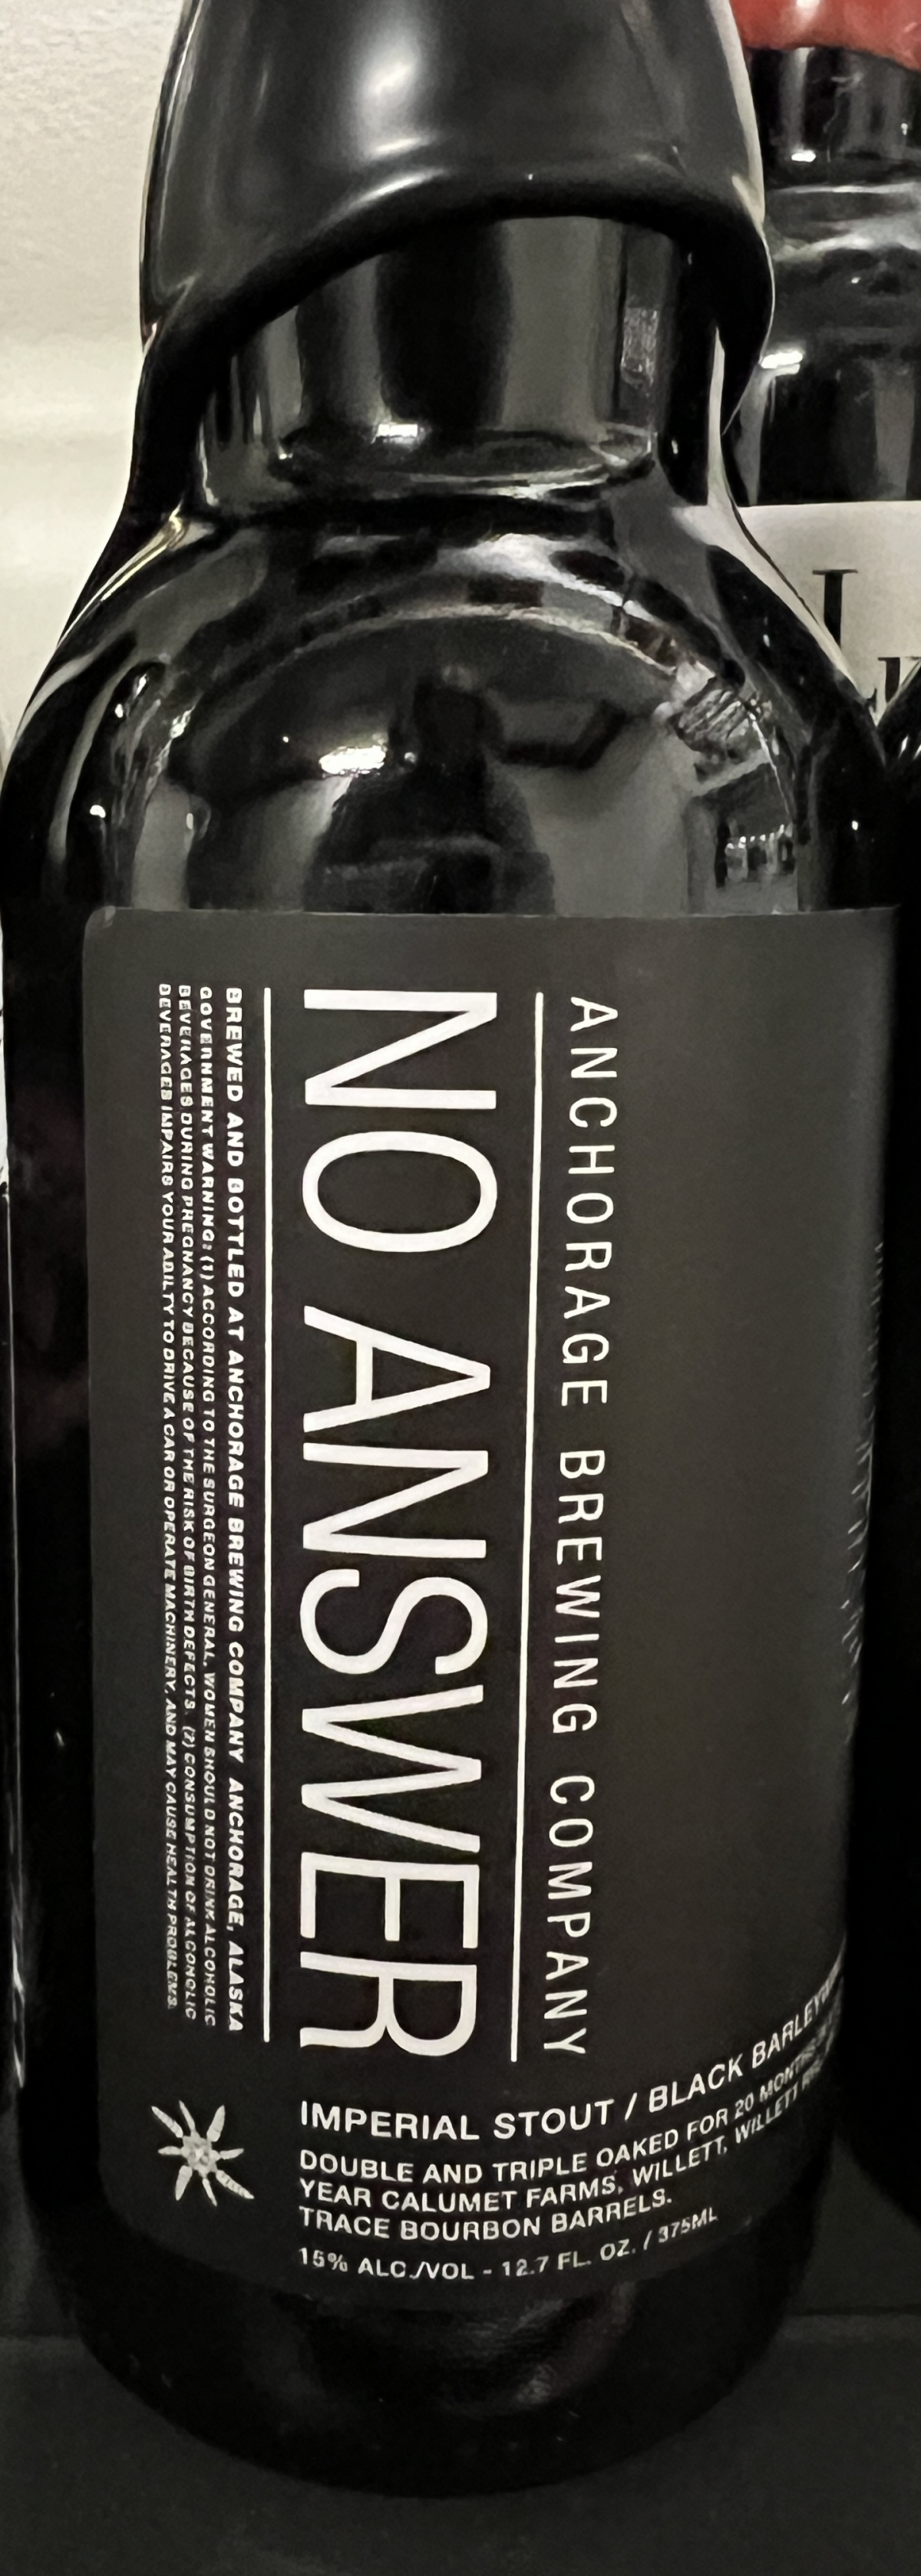 ANCHORAGE BREWING COMPANY
NO ANSWER
BREWED AND BOTTLED AT ANCHORAGE BREWING COMPANY ANCHORAGE, ALASKA
GOVERNMENT WARNING: (1) ACCORDING TO THE SURGEON GENERAL, WOMEN SHOULD NOT DRINK ALCOHOLIC
BEVERAGES DURING PREGNANCY BECAUSE OF THE RISK OF BIRTH DEFECTS. (2) CONSUMPTION OF ALCOHOLIC
BEVERAGES IMPAIRS YOUR ABILTY TO DRIVE A CAR OR OPERATE MACHINERY, AND MAY CAUSE HEALTH PROBLEMS.
IMPERIAL STOUT / BLACK
DOUBLE AND TRIPLE OAKED FOR 20 MONTHS
YEAR CALUMET FARMS, WILLETT, WILLETT
TRACE BOURBON BARRELS.
15% ALC./VOL - 12.7 FL. OZ. / 375ML